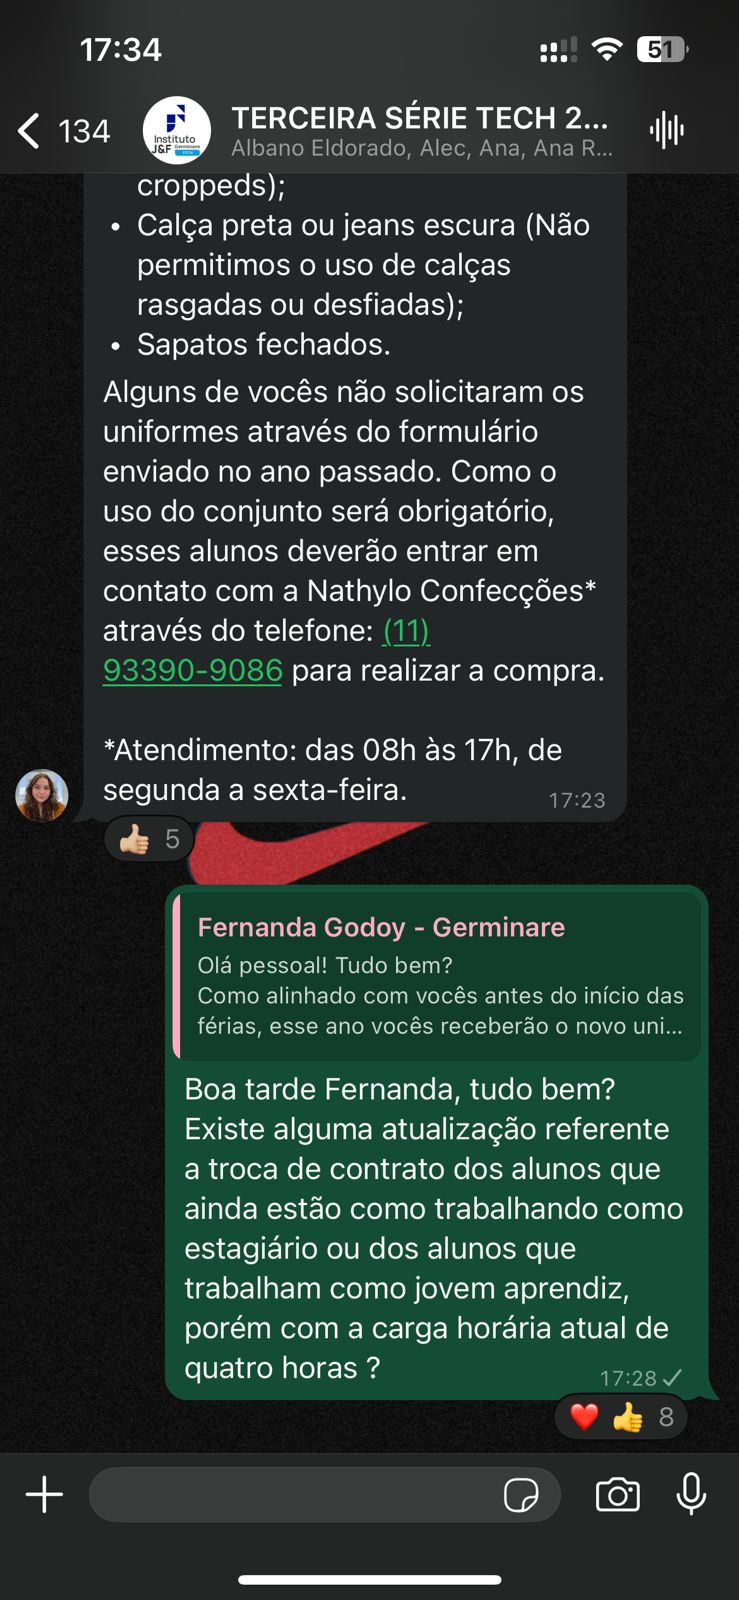 17:34
51
134
Instituto
J&F Germinare
TECH
TERCEIRA SÉRIE TECH 2...
Albano Eldorado, Alec, Ana, Ana R...
croppeds);
• Calça preta ou jeans escura (Não
permitimos o uso de calças
rasgadas ou desfiadas);
• Sapatos fechados.
Alguns de vocês não solicitaram os
uniformes através do formulário
enviado no ano passado. Como o
uso do conjunto será obrigatório,
esses alunos deverão entrar em
contato com a Nathylo Confecções*
através do telefone: (11)
93390-9086 para realizar a compra.
*Atendimento: das 08h às 17h, de
segunda a sexta-feira.
17:23
👍🏼 5
Fernanda Godoy - Germinare
Olá pessoal! Tudo bem?
Como alinhado com vocês antes do início das
férias, esse ano vocês receberão o novo uni...
Boa tarde Fernanda, tudo bem?
Existe alguma atualização referente
a troca de contrato dos alunos que
ainda estão como trabalhando como
estagiário ou dos alunos que
trabalham como jovem aprendiz,
porém com a carga horária atual de
quatro horas ?
17:28
❤️ 👍 8